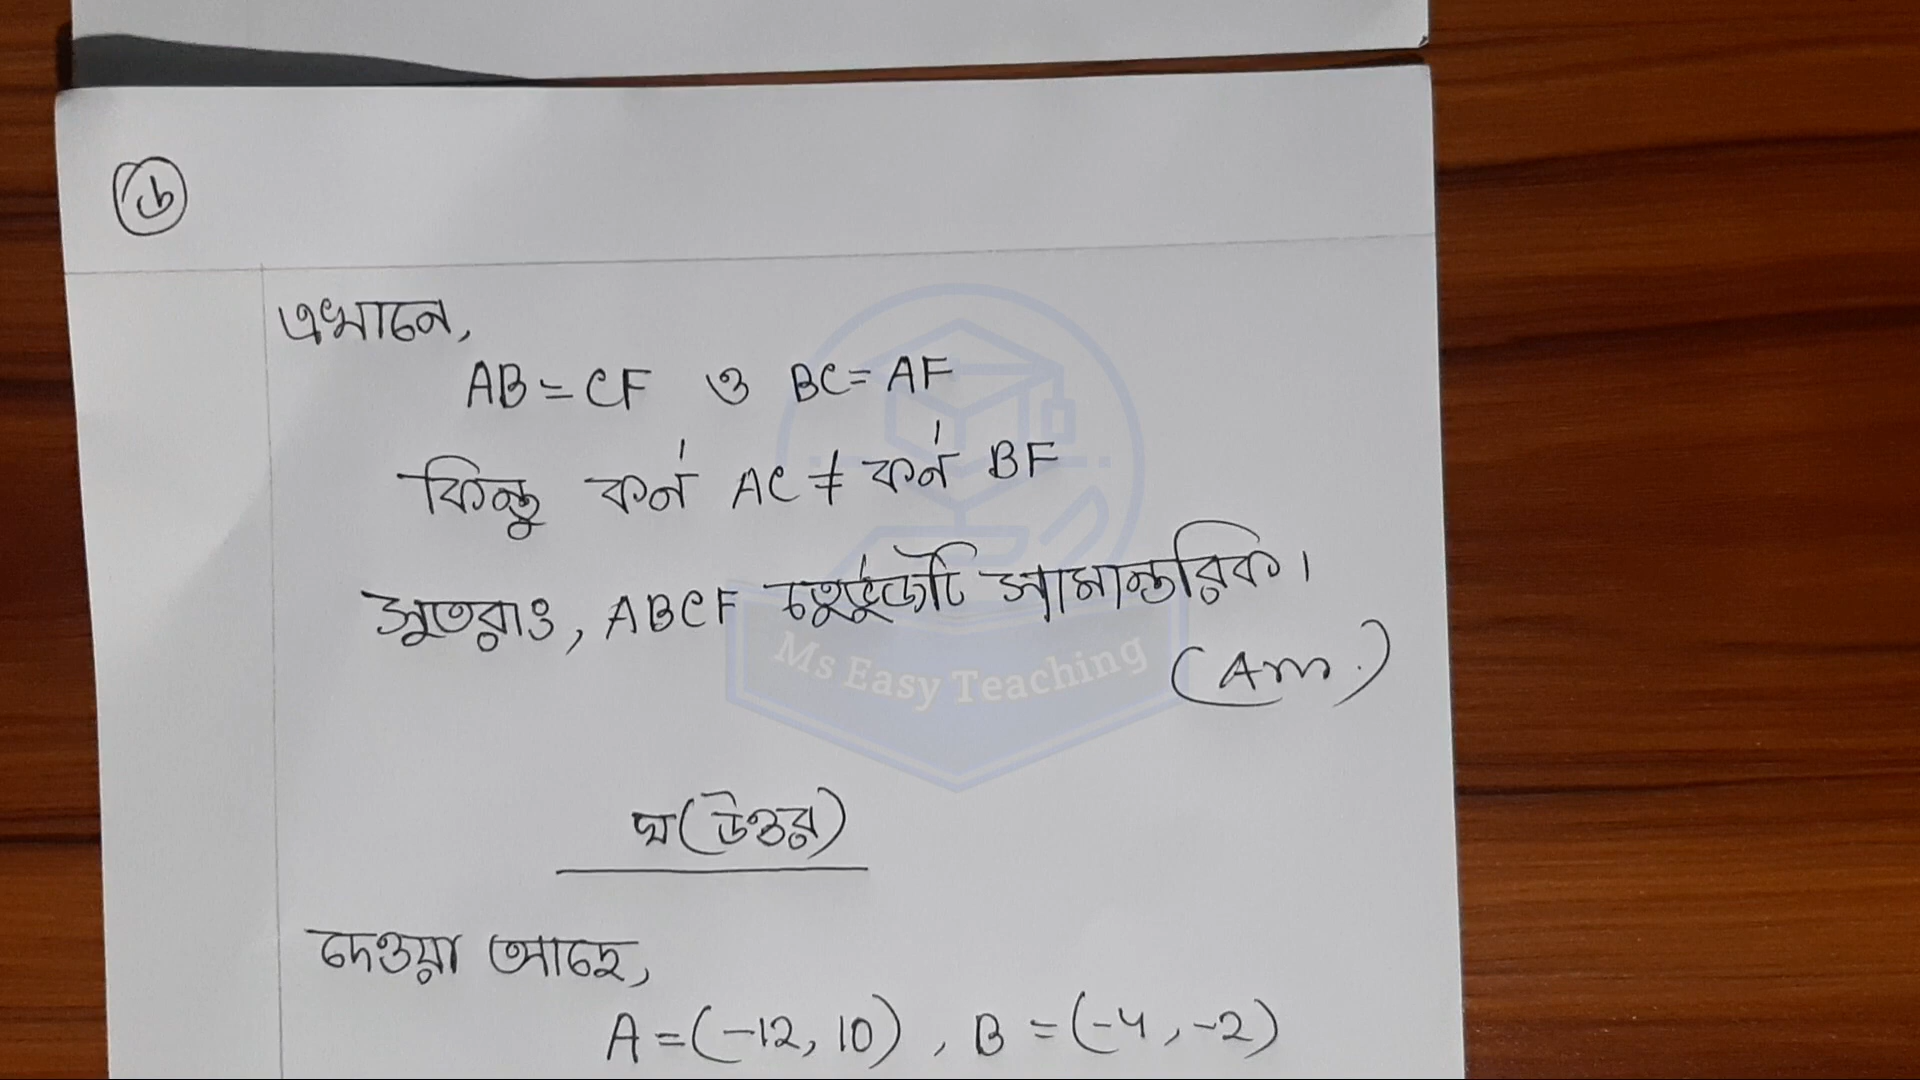 ৬
এখানে,
AB = CF ও BC = AF
কিন্তু কর্ন AC ≠ কর্ন BF
সুতরাং, ABCF চতুর্ভুজটি সামান্তরিক।
(Ans.)
Ms Easy Teaching
ঘ (উত্তর)
দেওয়া আছে,
A = (-12, 10), B = (-4, -2)